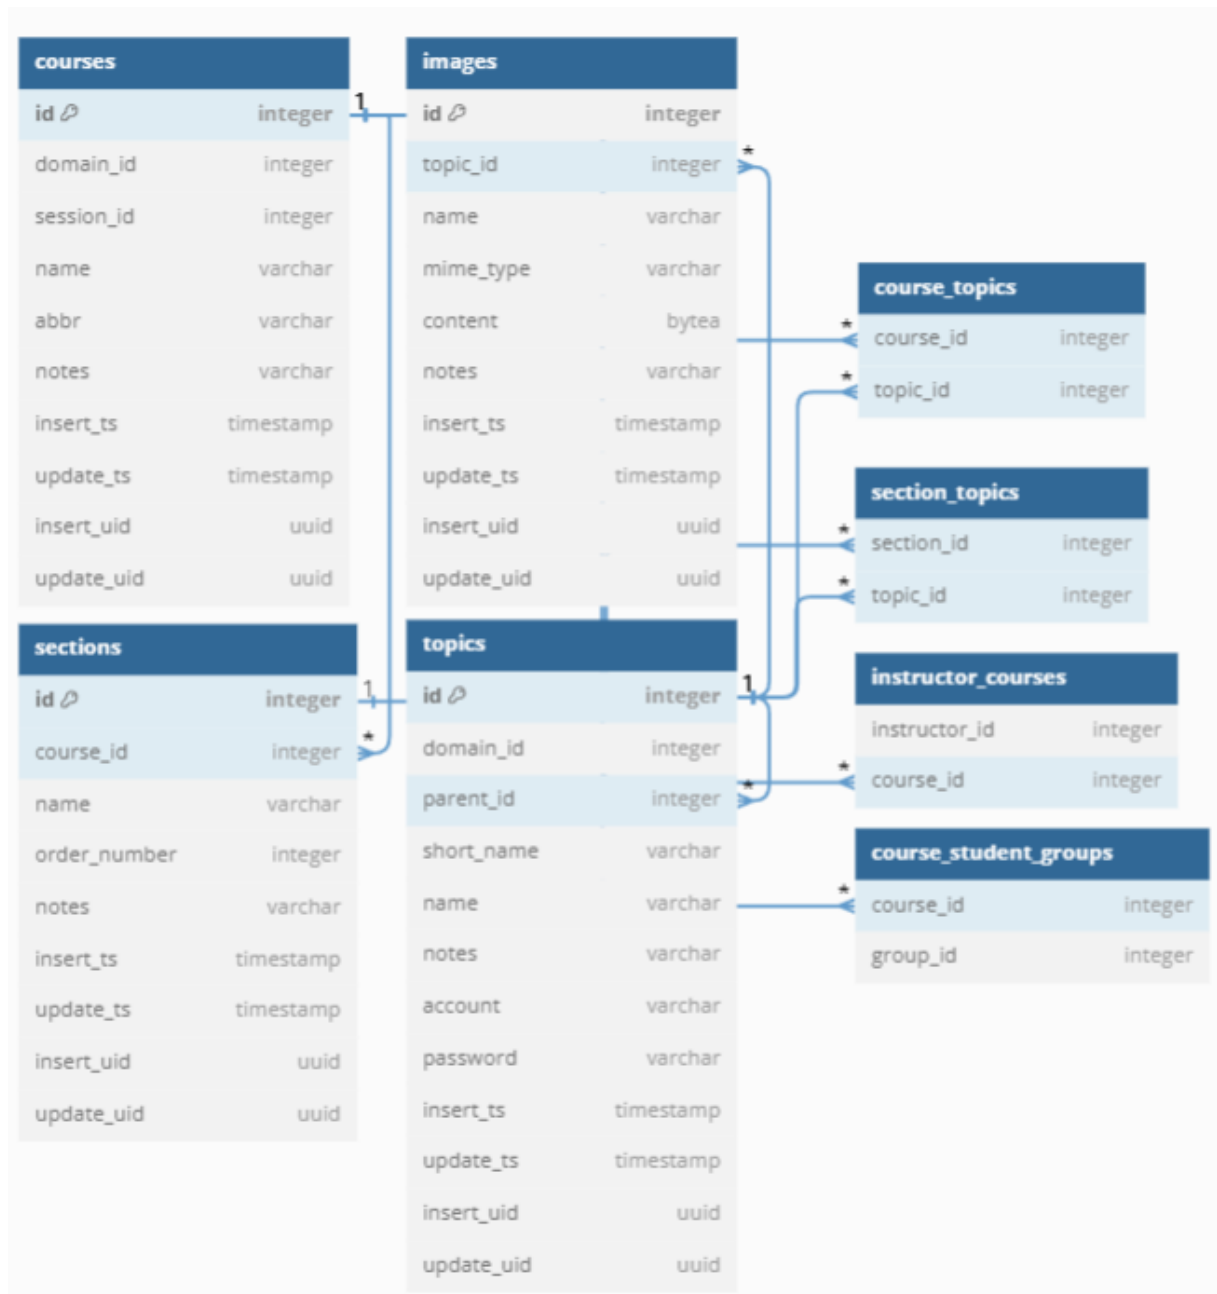 courses
id integer
domain_id integer
session_id integer
name varchar
abbr varchar
notes varchar
insert_ts timestamp
update_ts timestamp
insert_uid uuid
update_uid uuid
1
images
id integer
topic_id integer
name varchar
mime_type varchar
content bytea
notes varchar
insert_ts timestamp
update_ts timestamp
insert_uid uuid
update_uid uuid
*
course_topics
* course_id integer
* topic_id integer
section_topics
* section_id integer
* topic_id integer
sections
id integer
course_id integer
name varchar
order_number integer
notes varchar
insert_ts timestamp
update_ts timestamp
insert_uid uuid
update_uid uuid
1
*
topics
id integer
domain_id integer
parent_id integer
short_name varchar
name varchar
notes varchar
account varchar
password varchar
insert_ts timestamp
update_ts timestamp
insert_uid uuid
update_uid uuid
1
*
instructor_courses
instructor_id integer
* course_id integer
course_student_groups
* course_id integer
group_id integer